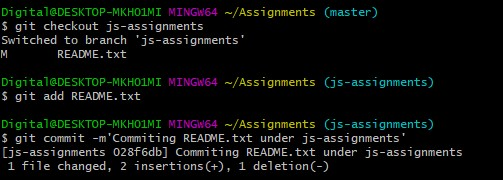 Digital@DESKTOP-MKHO1MI MINGW64 ~/Assignments (master)
$ git checkout js-assignments
Switched to branch 'js-assignments'
M       README.txt
Digital@DESKTOP-MKHO1MI MINGW64 ~/Assignments (js-assignments)
$ git add README.txt
Digital@DESKTOP-MKHO1MI MINGW64 ~/Assignments (js-assignments)
$ git commit -m'Commiting README.txt under js-assignments'
[js-assignments 028f6db] Commiting README.txt under js-assignments
 1 file changed, 2 insertions(+), 1 deletion(-)